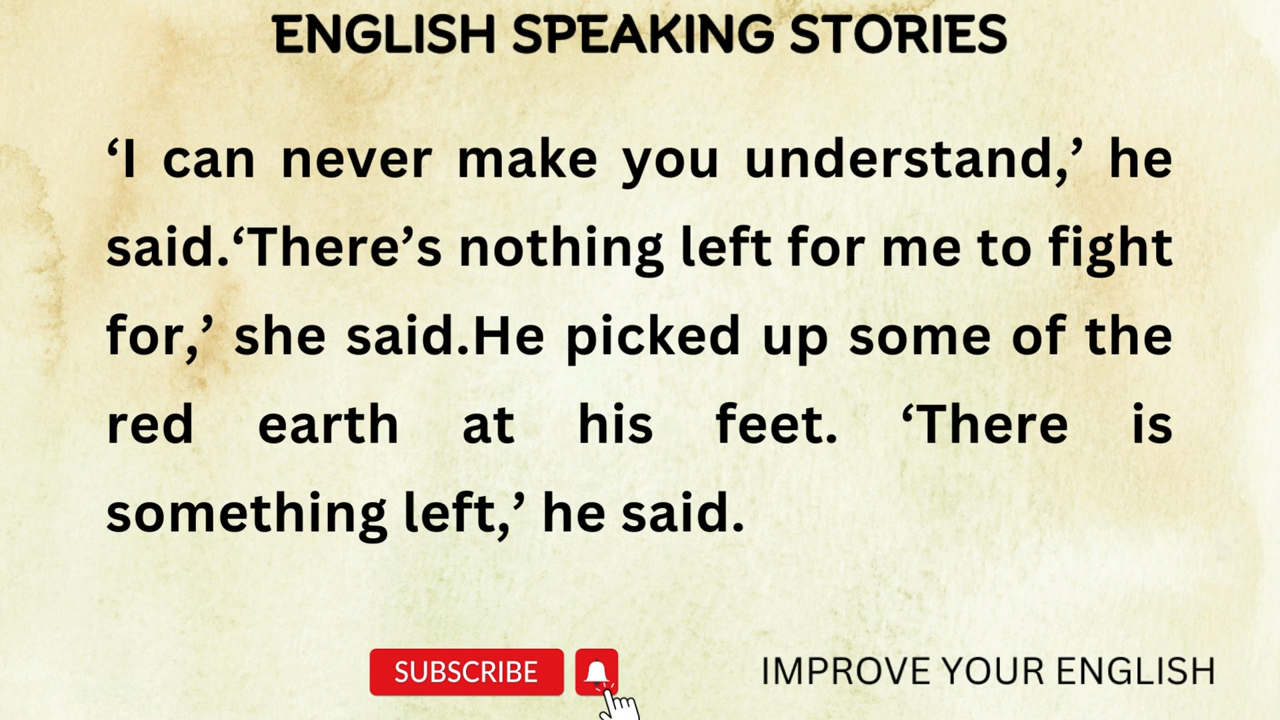 ENGLISH SPEAKING STORIES
‘I can never make you understand,’ he
said.‘There’s nothing left for me to fight
for,’ she said.He picked up some of the
red earth at his feet. ‘There is
something left,’ he said.
SUBSCRIBE
IMPROVE YOUR ENGLISH